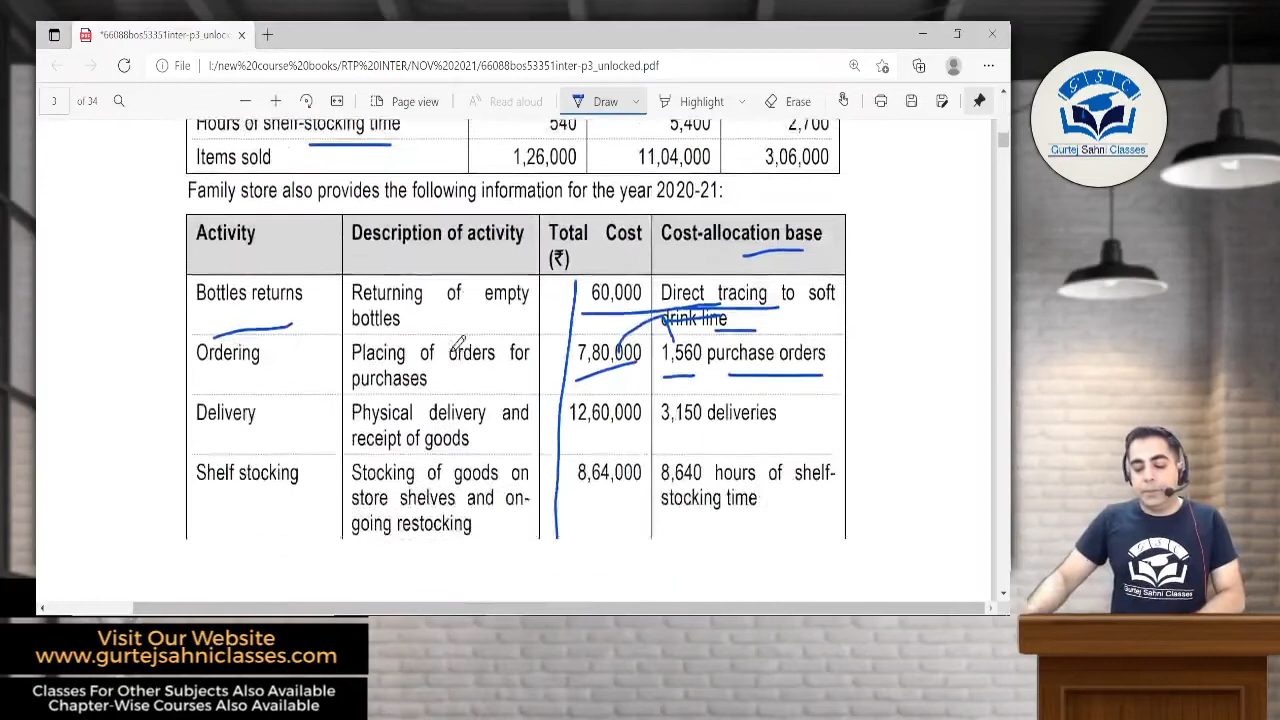 *66088bos53351inter-p3_unlock
File
I:/new%20course%20books/RTP%20INTER/NOV%202021/66088bos53351inter-p3_unlocked.pdf
3 of 34
Page view
Read aloud
Draw
Highlight
Erase
Hours of shelf-stocking time 540 5,400 2,700
Items sold 1,26,000 11,04,000 3,06,000
Family store also provides the following information for the year 2020-21:
Activity Description of activity Total Cost (₹) Cost-allocation base
Bottles returns Returning of empty bottles 60,000 Direct tracing to soft drink line
Ordering Placing of orders for purchases 7,80,000 1,560 purchase orders
Delivery Physical delivery and receipt of goods 12,60,000 3,150 deliveries
Shelf stocking Stocking of goods on store shelves and on-going restocking 8,64,000 8,640 hours of shelf-stocking time
GSC
Gurtej Sahni Classes
GSC
Gurtej Sahni Classes
Visit Our Website
www.gurtejsahniclasses.com
Classes For Other Subjects Also Available
Chapter-Wise Courses Also Available